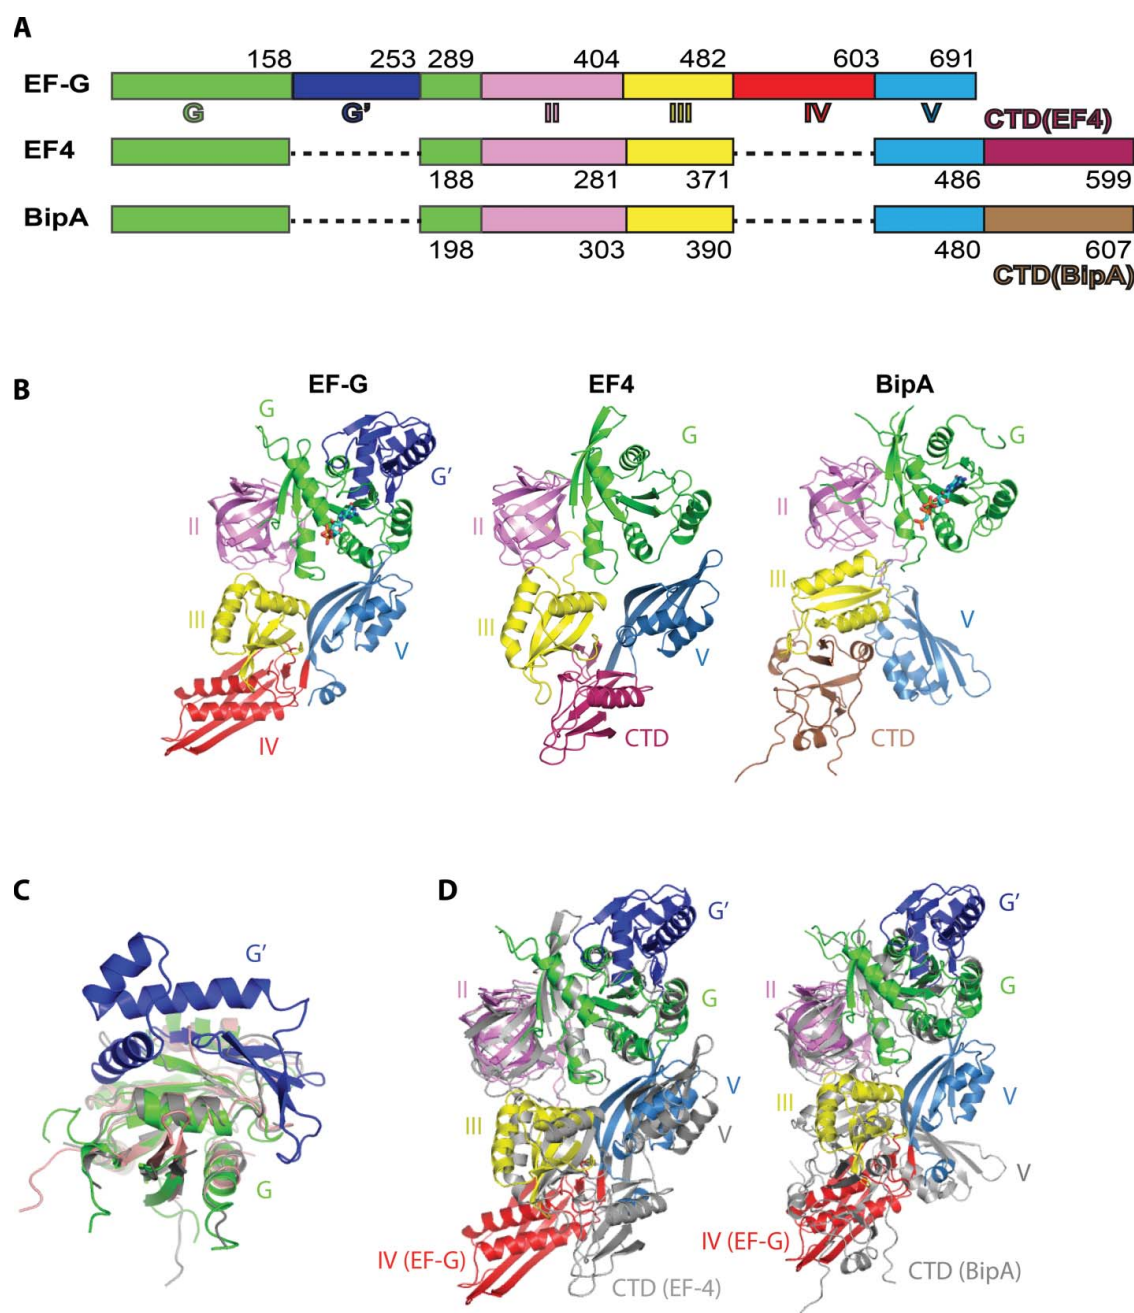 A
158 253 289 404 482 603 691
EF-G
G G' II III IV V CTD(EF4)
EF4
188 281 371 486 599
BipA
198 303 390 480 607
CTD(BipA)
B
EF-G EF4 BipA
G G G
G'
II II II
III III III
V V V
IV CTD CTD
C D
G' G' G'
II G II G
G
V V
III III
V V
IV (EF-G) IV (EF-G)
CTD (EF-4) CTD (BipA)